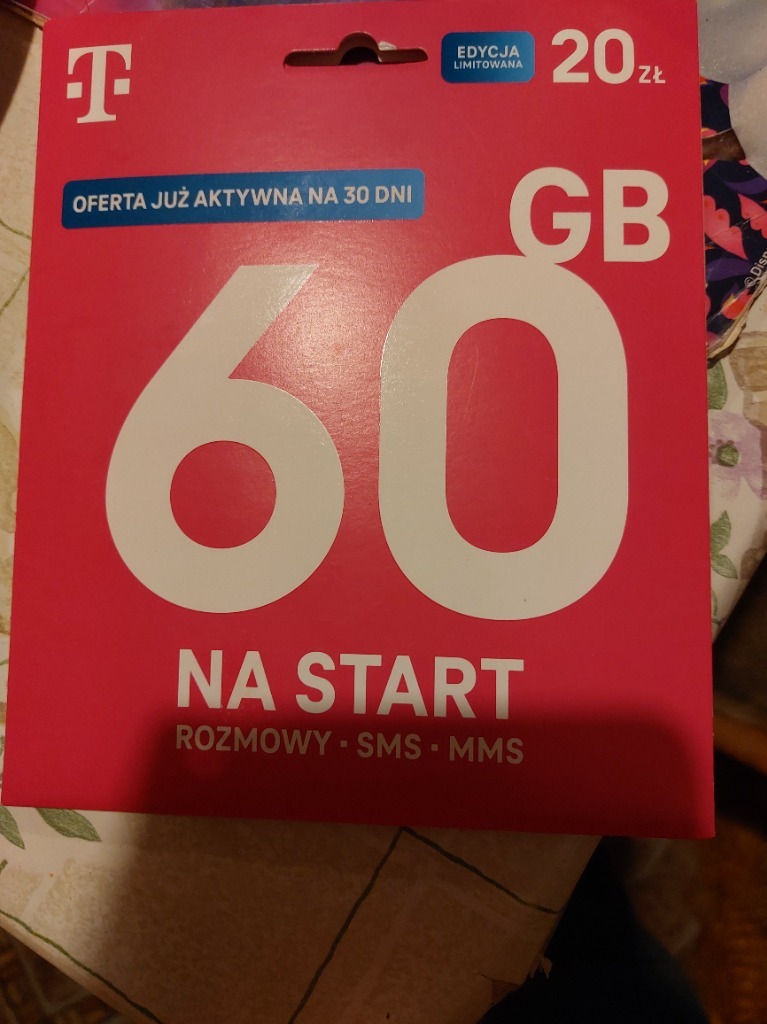 T
EDYCJA
LIMITOWANA
20 ZŁ
OFERTA JUŻ AKTYWNA NA 30 DNI
GB
60
NA START
ROZMOWY · SMS · MMS